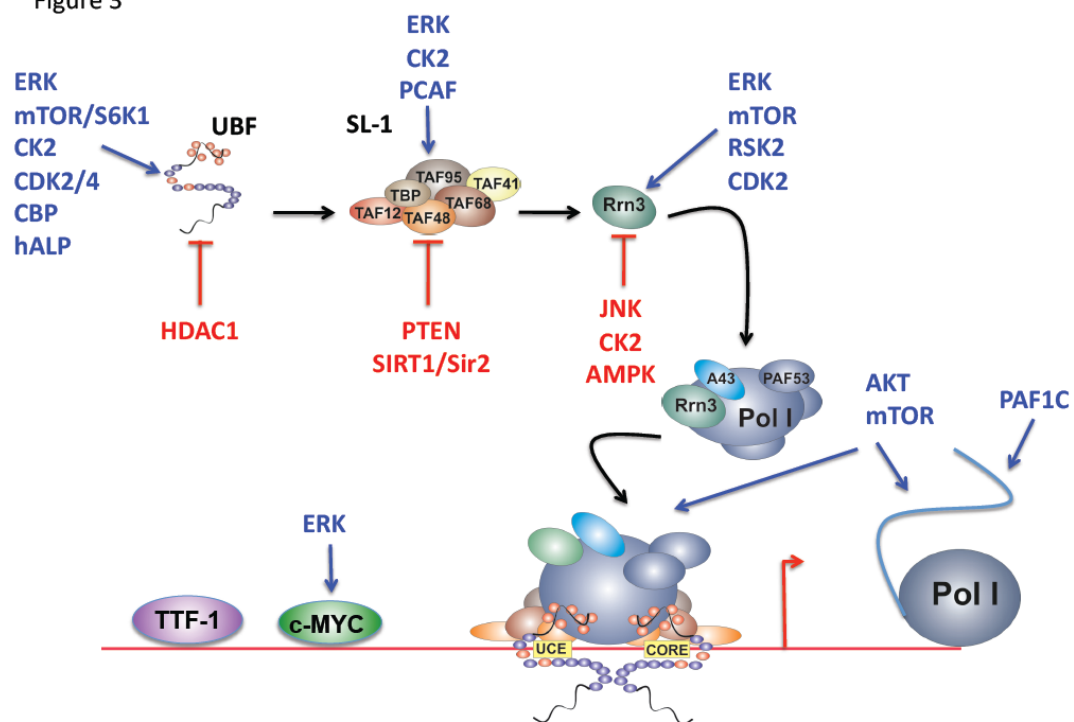 Figure 3
ERK
CK2
PCAF
ERK
mTOR/S6K1
CK2
CDK2/4
CBP
hALP
UBF
SL-1
ERK
mTOR
RSK2
CDK2
TAF95
TAF41
TBP
TAF68
TAF12
TAF48
Rrn3
HDAC1
PTEN
SIRT1/Sir2
JNK
CK2
AMPK
A43
PAF53
Rrn3
Pol I
AKT
mTOR
PAF1C
ERK
TTF-1
c-MYC
Pol I
UCE
CORE